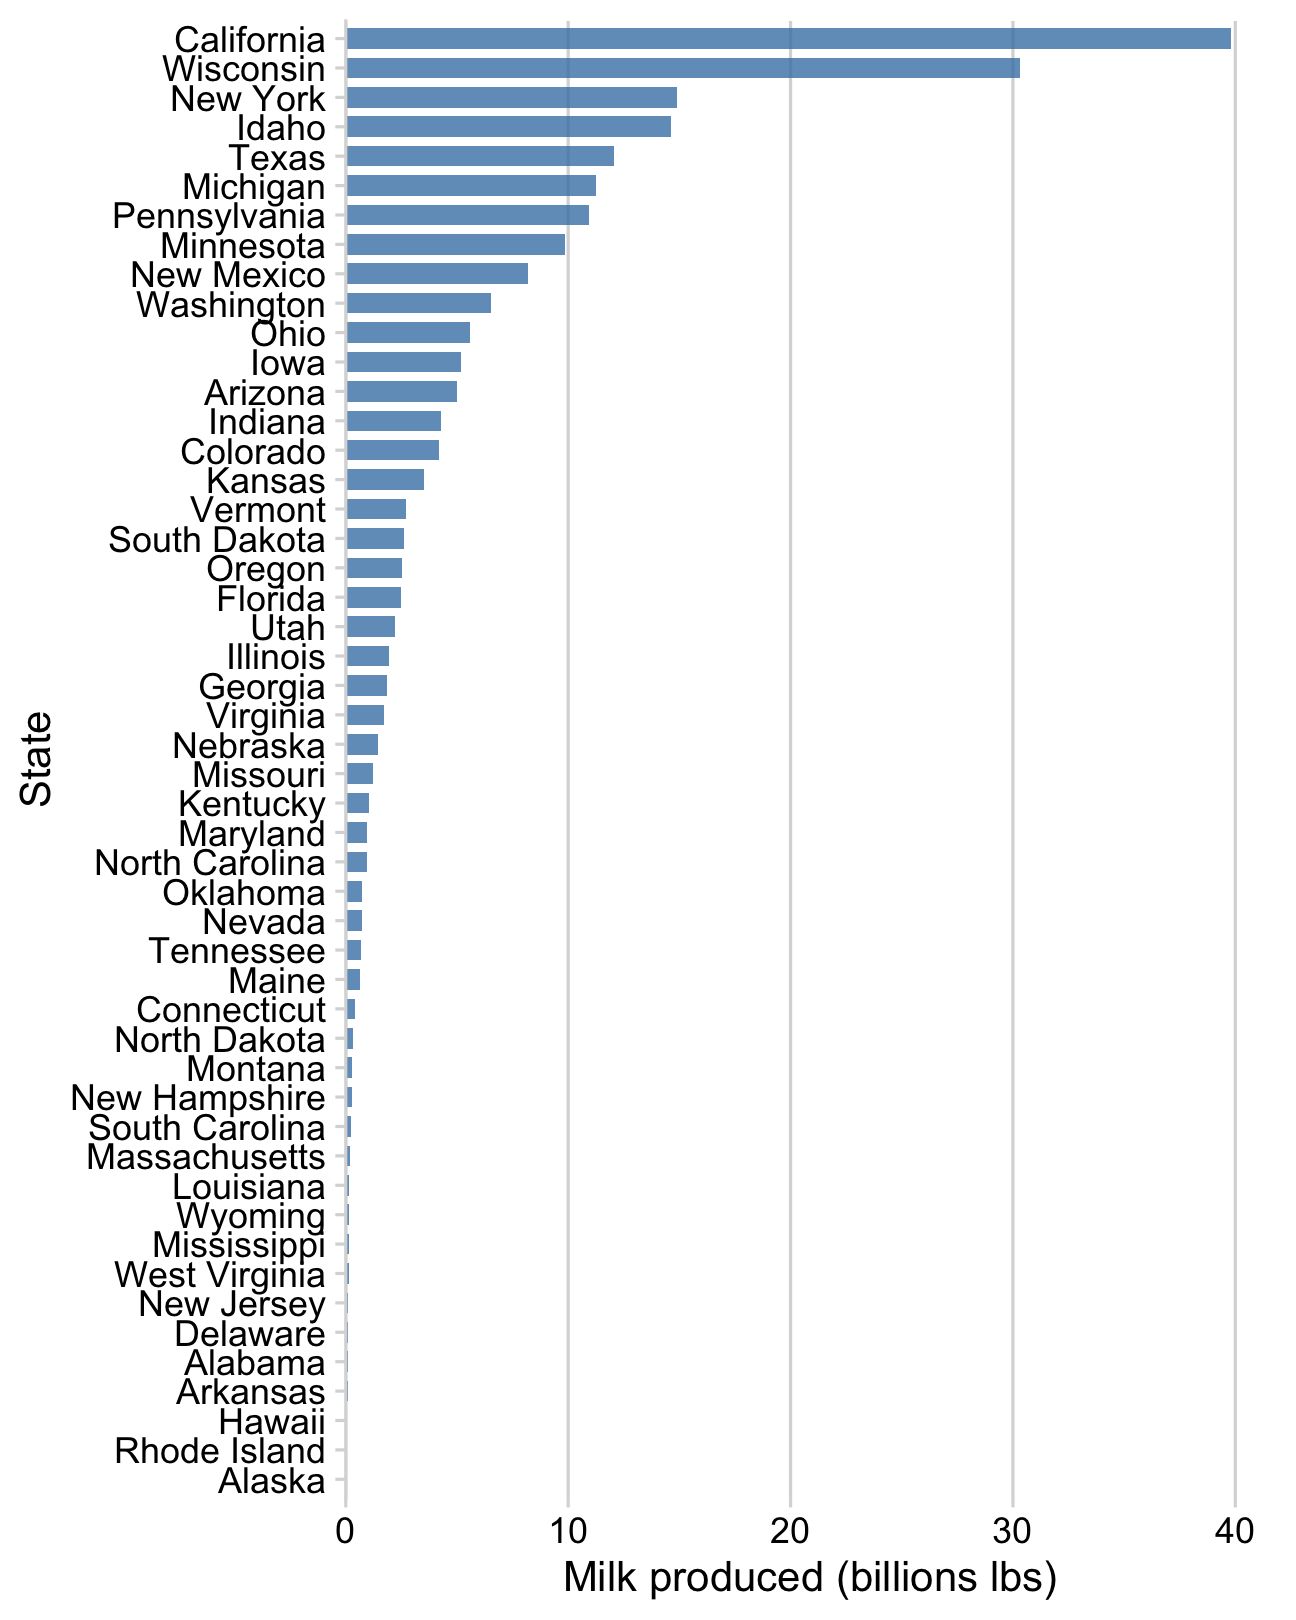 California
Wisconsin
New York
Idaho
Texas
Michigan
Pennsylvania
Minnesota
New Mexico
Washington
Ohio
Iowa
Arizona
Indiana
Colorado
Kansas
Vermont
South Dakota
Oregon
Florida
Utah
Illinois
Georgia
Virginia
Nebraska
Missouri
Kentucky
Maryland
North Carolina
Oklahoma
Nevada
Tennessee
Maine
Connecticut
North Dakota
Montana
New Hampshire
South Carolina
Massachusetts
Louisiana
Wyoming
Mississippi
West Virginia
New Jersey
Delaware
Alabama
Arkansas
Hawaii
Rhode Island
Alaska
State
0 10 20 30 40
Milk produced (billions lbs)